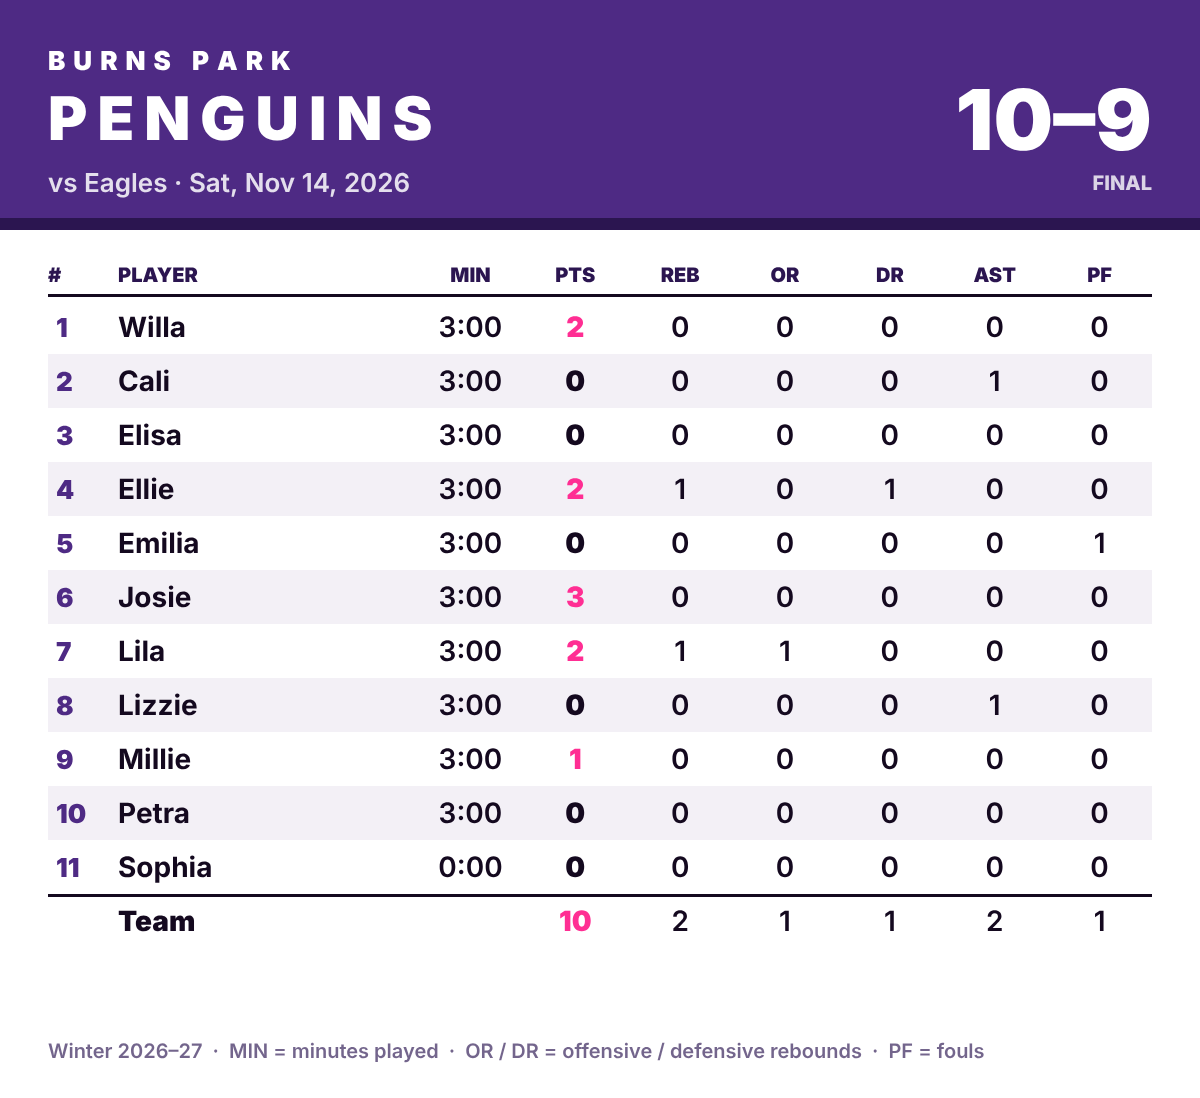 BURNS PARK
PENGUINS
10–9
vs Eagles · Sat, Nov 14, 2026
FINAL
# PLAYER MIN PTS REB OR DR AST PF
1 Willa 3:00 2 0 0 0 0 0
2 Cali 3:00 0 0 0 0 1 0
3 Elisa 3:00 0 0 0 0 0 0
4 Ellie 3:00 2 1 0 1 0 0
5 Emilia 3:00 0 0 0 0 0 1
6 Josie 3:00 3 0 0 0 0 0
7 Lila 3:00 2 1 1 0 0 0
8 Lizzie 3:00 0 0 0 0 1 0
9 Millie 3:00 1 0 0 0 0 0
10 Petra 3:00 0 0 0 0 0 0
11 Sophia 0:00 0 0 0 0 0 0
Team 10 2 1 1 2 1
Winter 2026–27 · MIN = minutes played · OR / DR = offensive / defensive rebounds · PF = fouls